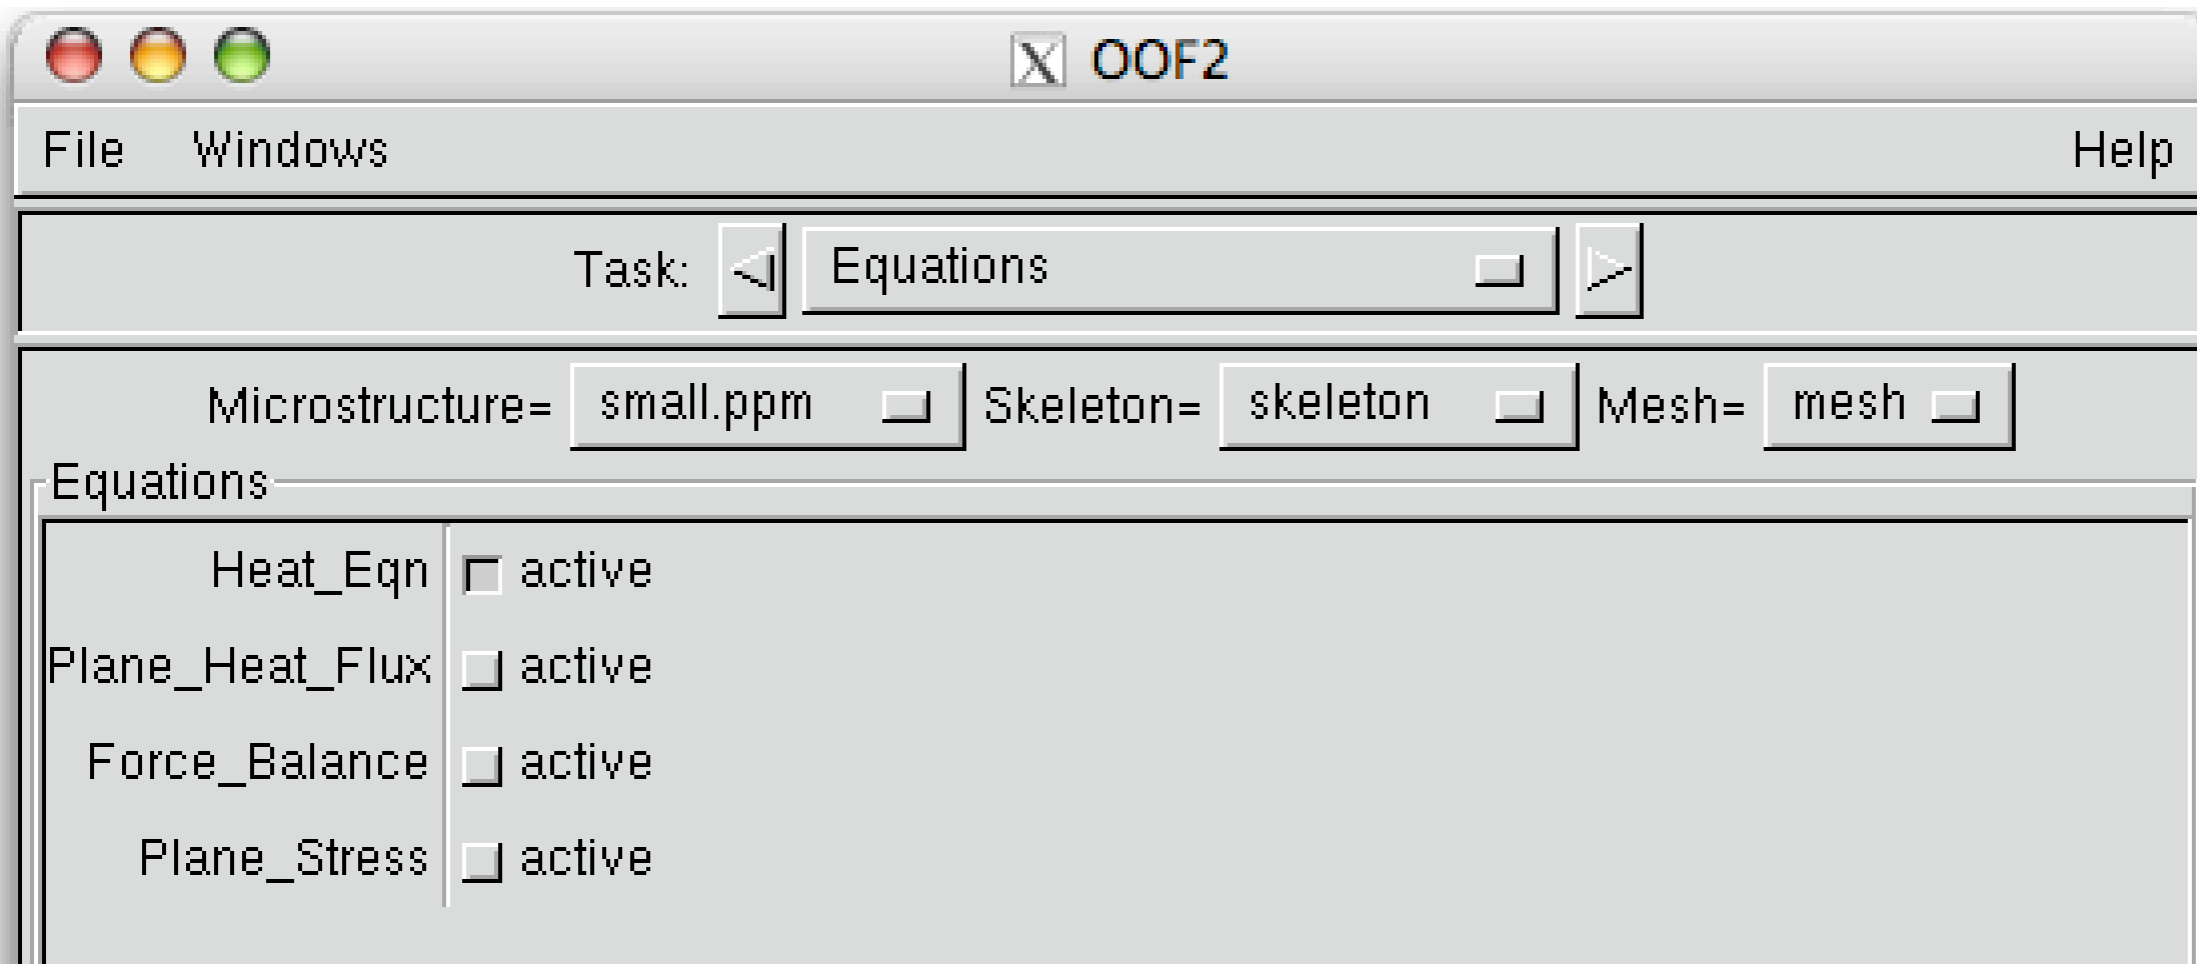 X OOF2
File Windows Help
Task: Equations
Microstructure= small.ppm Skeleton= skeleton Mesh= mesh
Equations
Heat_Eqn active
Plane_Heat_Flux active
Force_Balance active
Plane_Stress active